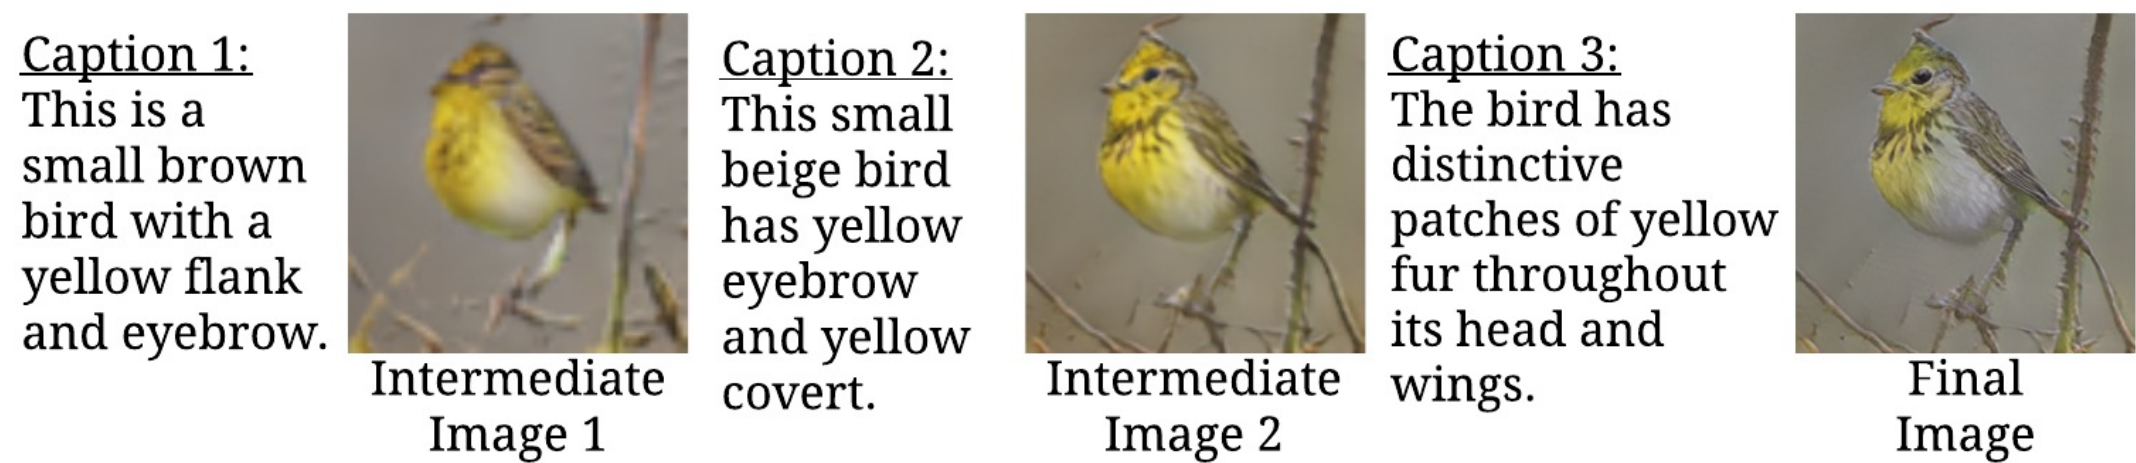 Caption 1:
This is a
small brown
bird with a
yellow flank
and eyebrow.
Intermediate
Image 1
Caption 2:
This small
beige bird
has yellow
eyebrow
and yellow
covert.
Intermediate
Image 2
Caption 3:
The bird has
distinctive
patches of yellow
fur throughout
its head and
wings.
Final
Image